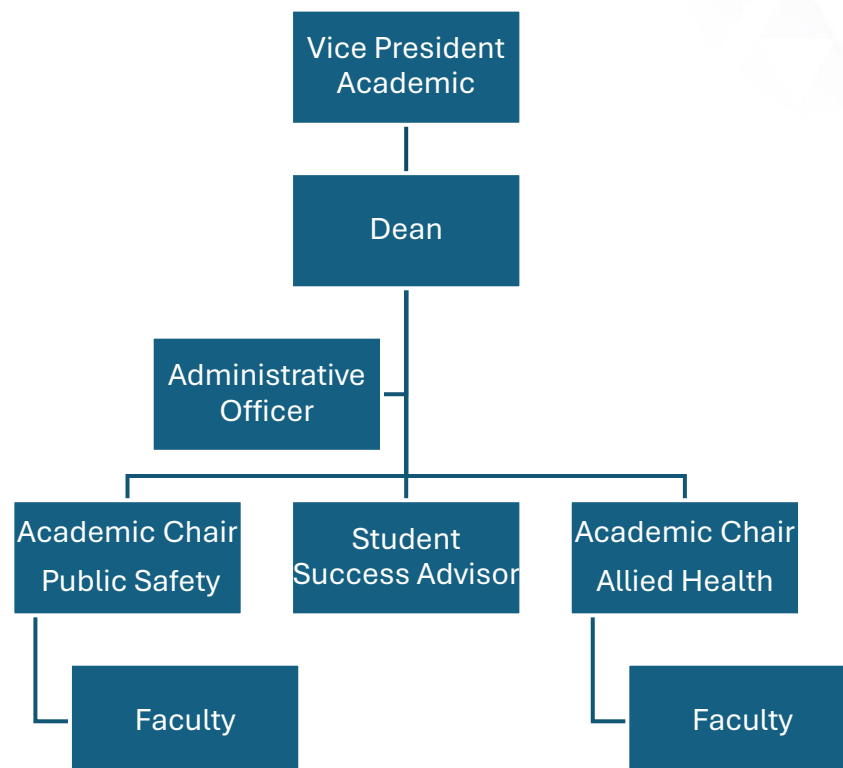 Vice President
Academic
Dean
Administrative
Officer
Academic Chair
Public Safety
Student
Success Advisor
Academic Chair
Allied Health
Faculty
Faculty